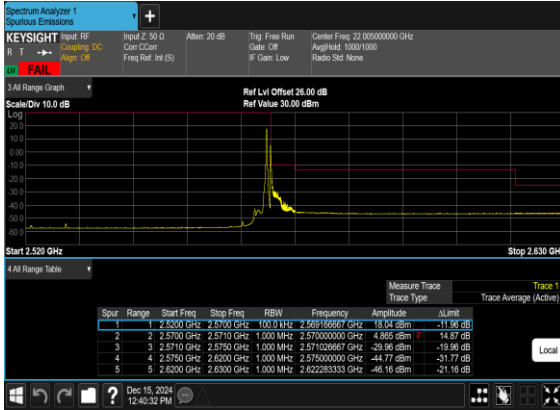 Spectrum Analyzer 1
Spurious Emissions
+
KEYSIGHT Input: RF Input Z: 50 Ω Atten: 20 dB Trig: Free Run Center Freq: 22.005000000 GHz
R T Coupling: DC Corr CCorr Gate: Off Avg|Hold: 1000/1000
Align: Off Freq Ref: Int (S) IF Gain: Low Radio Std: None
FAIL
3 All Range Graph
Ref Lvl Offset 26.00 dB
Scale/Div 10.0 dB Ref Value 30.00 dBm
Log
20.0
10.0
0.00
-10.0
-20.0
-30.0
-40.0
-50.0
-60.0
Start 2.520 GHz Stop 2.630 GH
4 All Range Table
Measure Trace Trace 1
Trace Type Trace Average (Active)
Spur Range Start Freq Stop Freq RBW Frequency Amplitude ΔLimit
1 1 2.5200 GHz 2.5700 GHz 100.0 kHz 2.569166667 GHz 18.04 dBm -11.96 dB
2 2 2.5700 GHz 2.5710 GHz 1.000 MHz 2.570000000 GHz 4.865 dBm F 14.87 dB
3 3 2.5710 GHz 2.5750 GHz 1.000 MHz 2.571026667 GHz -29.96 dBm -19.96 dB
4 4 2.5750 GHz 2.6200 GHz 1.000 MHz 2.575000000 GHz -44.77 dBm -31.77 dB
5 5 2.6200 GHz 2.6300 GHz 1.000 MHz 2.622283333 GHz -46.16 dBm -21.16 dB
Local
? Dec 15, 2024
12:40:32 PM